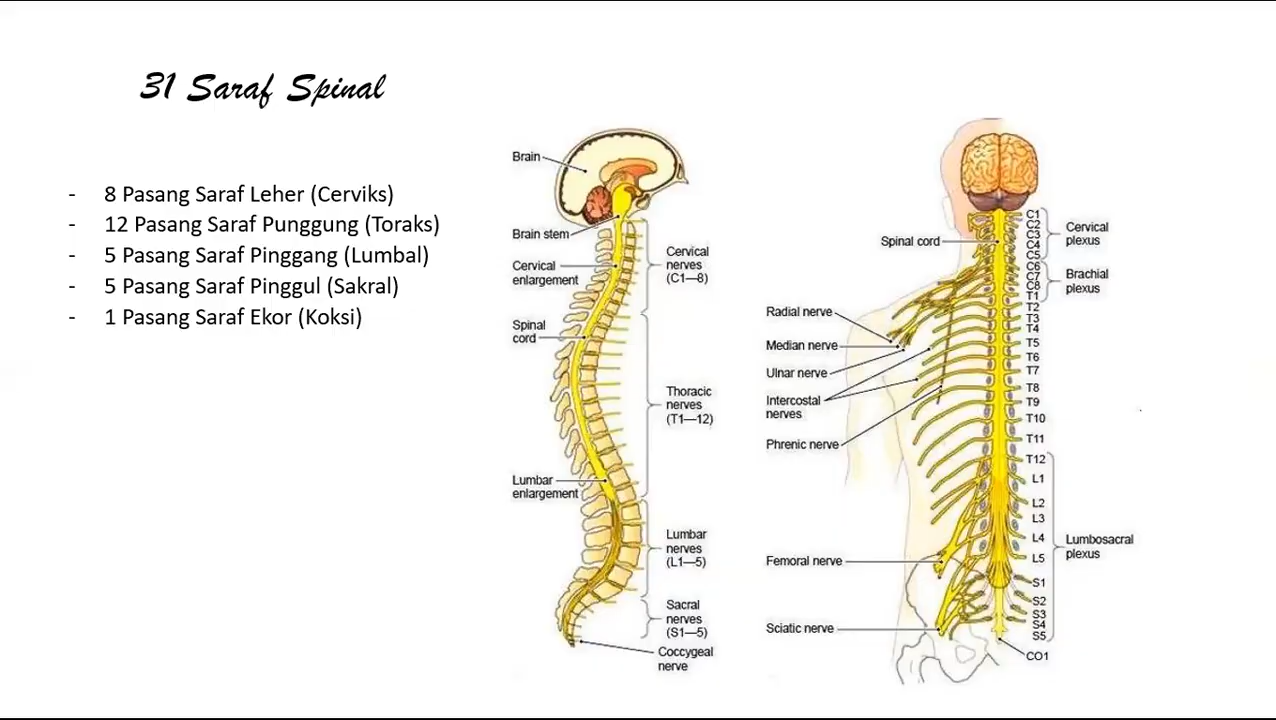 31 Saraf Spinal
- 8 Pasang Saraf Leher (Cerviks)
- 12 Pasang Saraf Punggung (Toraks)
- 5 Pasang Saraf Pinggang (Lumbal)
- 5 Pasang Saraf Pinggul (Sakral)
- 1 Pasang Saraf Ekor (Koksi)
Brain
Brain stem
Cervical
enlargement
Spinal
cord
Lumbar
enlargement
Cervical
nerves
(C1—8)
Thoracic
nerves
(T1—12)
Lumbar
nerves
(L1—5)
Sacral
nerves
(S1—5)
Coccygeal
nerve
Spinal cord
Radial nerve
Median nerve
Ulnar nerve
Intercostal
nerves
Phrenic nerve
Femoral nerve
Sciatic nerve
C1
C2
C3
C4
C5
C6
C7
C8
T1
T2
T3
T4
T5
T6
T7
T8
T9
T10
T11
T12
L1
L2
L3
L4
L5
S1
S2
S3
S4
S5
CO1
Cervical
plexus
Brachial
plexus
Lumbosacral
plexus